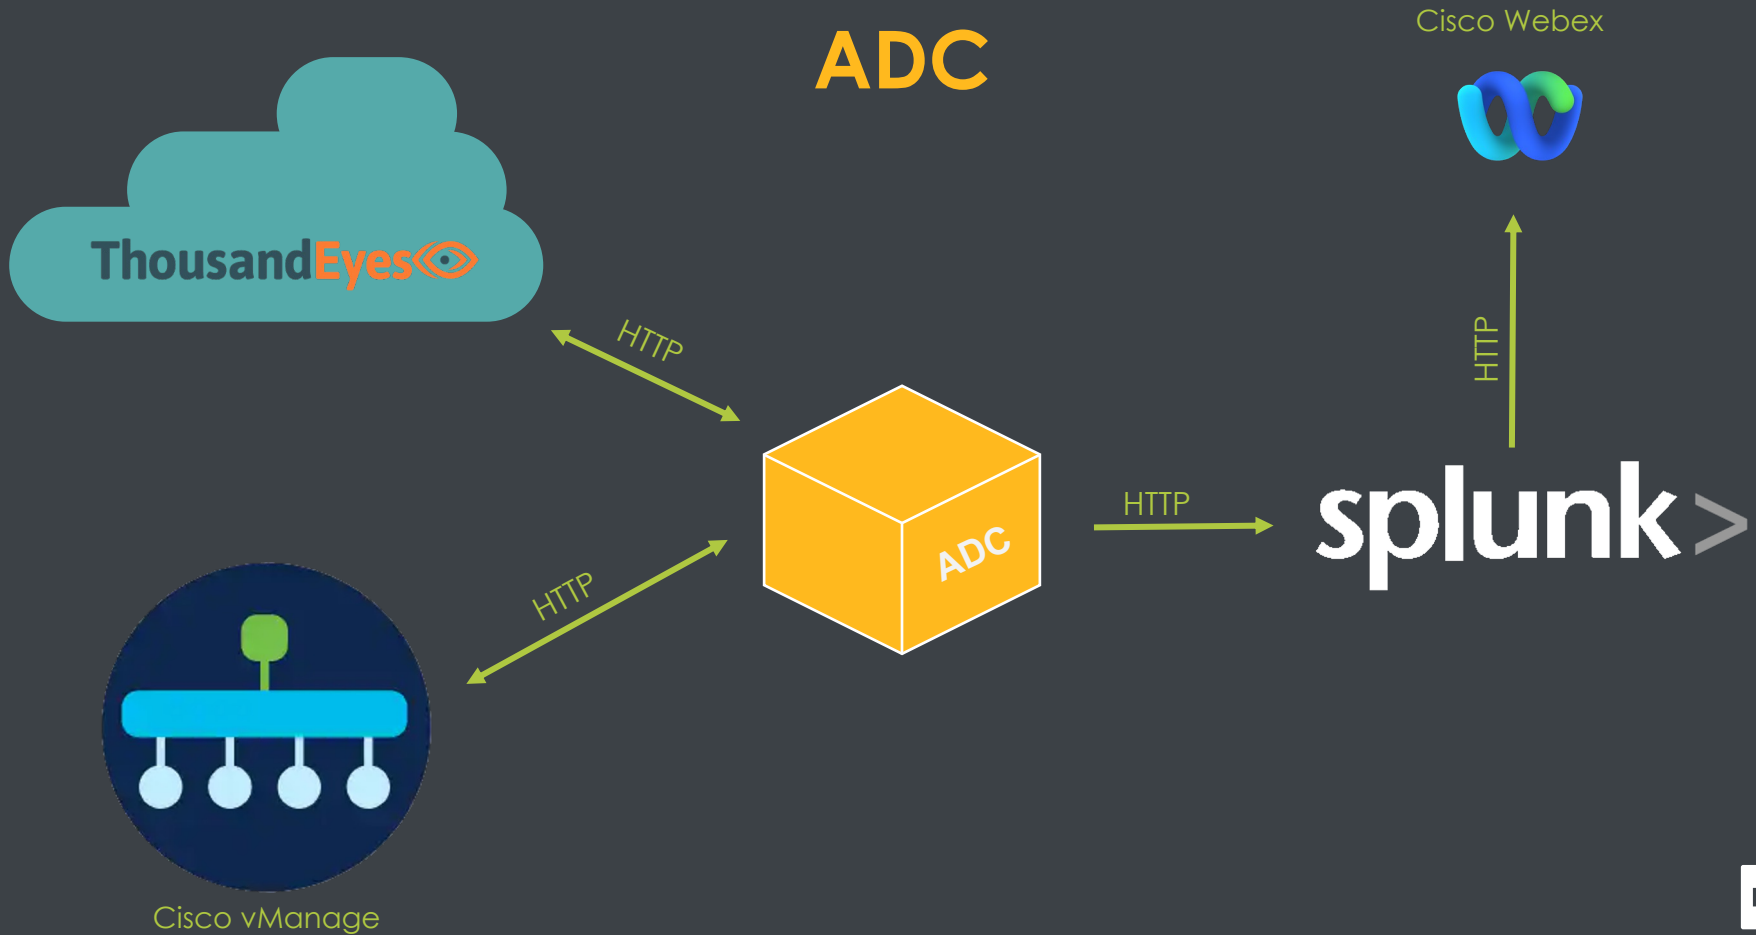 ADC
Cisco Webex
ThousandEyes
HTTP
HTTP
ADC
HTTP
splunk>
HTTP
Cisco vManage